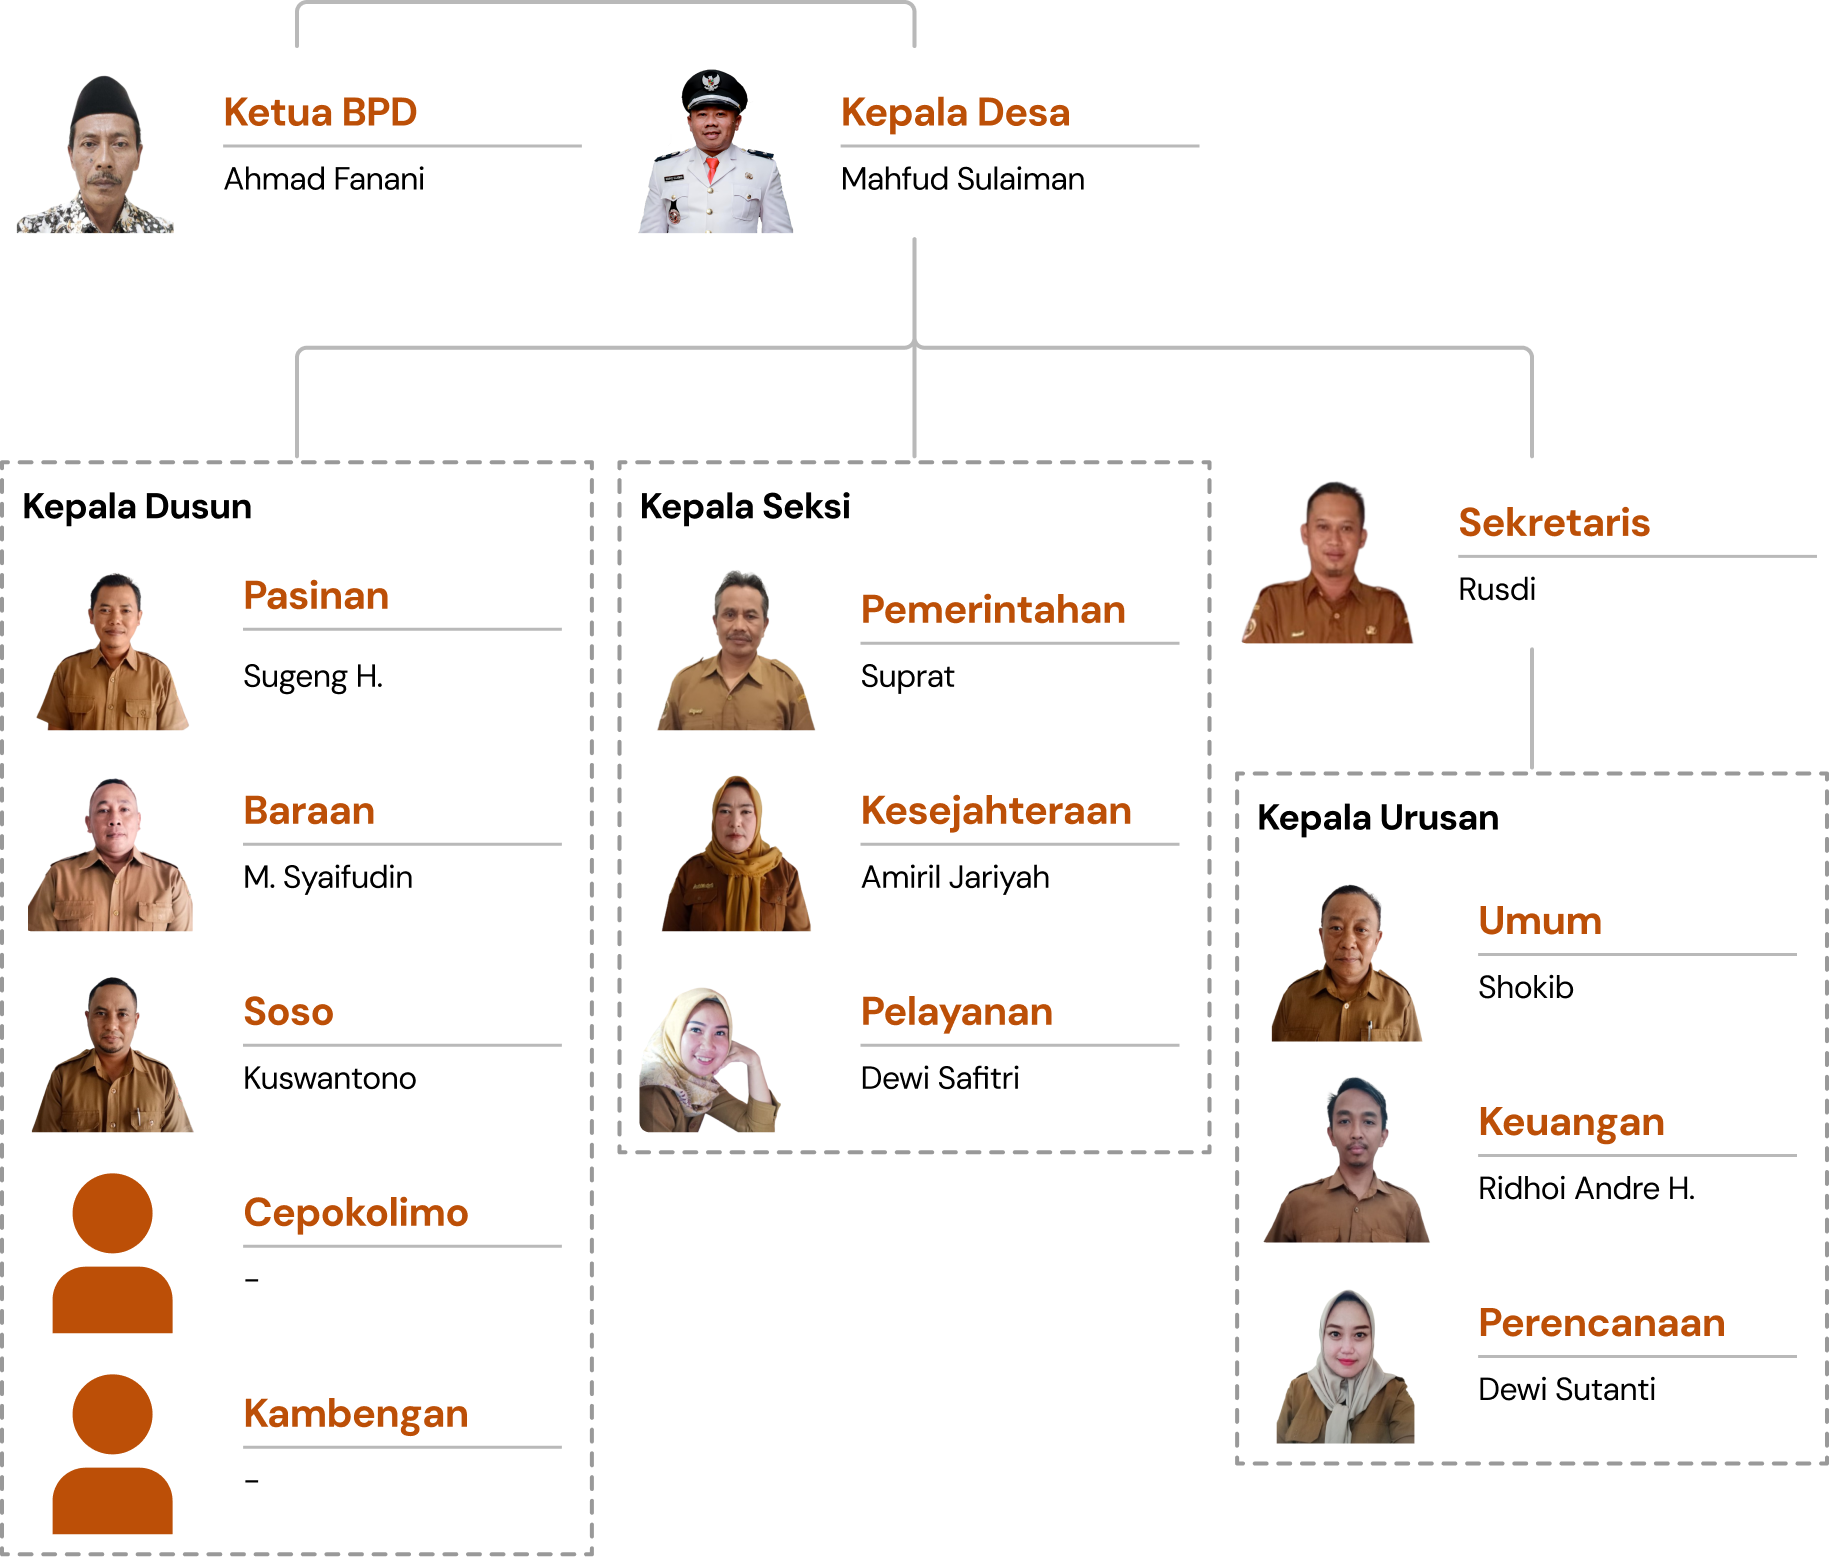 Ketua BPD
Ahmad Fanani
Kepala Desa
Mahfud Sulaiman
Kepala Dusun
Pasinan
Sugeng H.
Baraan
M. Syaifudin
Soso
Kuswantono
Cepokolimo
-
Kambengan
-
Kepala Seksi
Pemerintahan
Suprat
Kesejahteraan
Amiril Jariyah
Pelayanan
Dewi Safitri
Sekretaris
Rusdi
Kepala Urusan
Umum
Shokib
Keuangan
Ridhoi Andre H.
Perencanaan
Dewi Sutanti